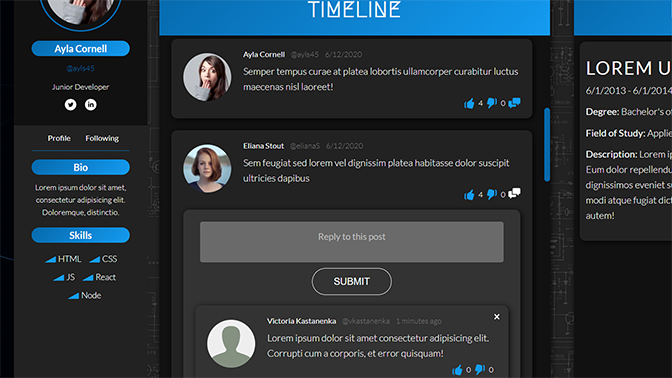 Ayla Cornell
@ayls45
Junior Developer
Profile Following
Bio
Lorem ipsum dolor sit amet,
consectetur adipisicing elit.
Doloremque, distinctio.
Skills
HTML CSS
JS React
Node
TIMELINE
Ayla Cornell @ayls45 6/12/2020
Semper tempus curae at platea lobortis ullamcorper curabitur luctus
maecenas nisl laoreet!
4 0
Eliana Stout @elianaS 6/12/2020
Sem feugiat sed lorem vel dignissim platea habitasse dolor suscipit
ultricies dapibus
4 0
Reply to this post
SUBMIT
Victoria Kastanenka @vkastanenka 1 minutes ago
Lorem ipsum dolor sit amet consectetur adipisicing elit.
Corrupti cum a corporis, et error quisquam!
0 0
LOREM U
6/1/2013 - 6/1/2014
Degree: Bachelor's o
Field of Study: Applie
Description: Lorem i
Eum dolor repellendu
dignissimos eveniet s
modi atque fugiat dict
autem!